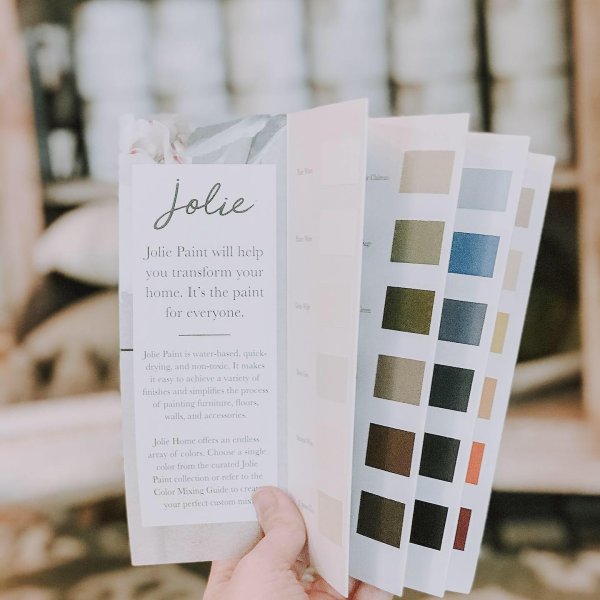 Jolie
Jolie Paint will help
you transform your
home. It's the paint
for everyone.
Jolie Paint is water-based, quick-
drying, and non-toxic. It makes
it easy to achieve a variety of
finishes and simplifies the process
of painting furniture, floors,
walls, and accessories.
Jolie Home offers an endless
array of colors. Choose a single
color from the curated Jolie
Paint collection or refer to the
Color Mixing Guide to create
your perfect custom mix